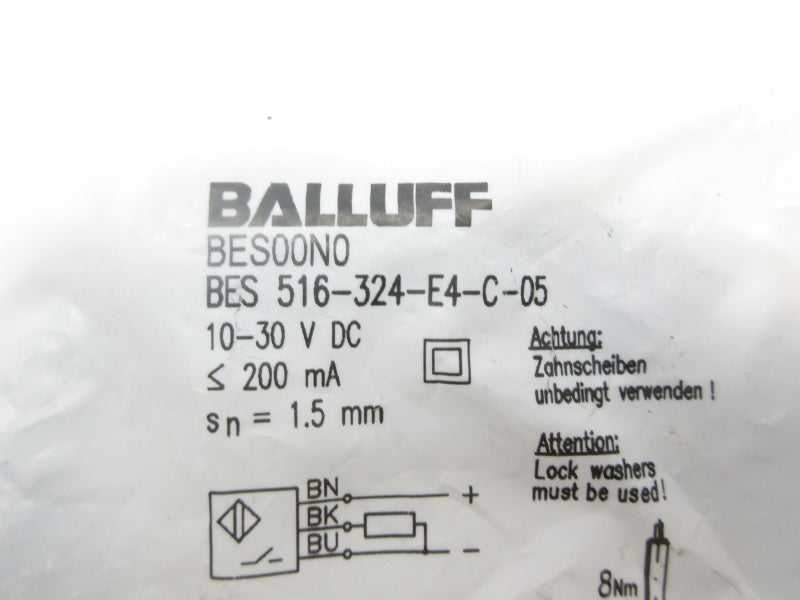 BALLUFF
BES00N0
BES 516-324-E4-C-05
10-30 V DC
≤ 200 mA
sn = 1.5 mm
Achtung:
Zahnscheiben
unbedingt verwenden!
Attention:
Lock washers
must be used!
BN +
BK
BU -
8Nm